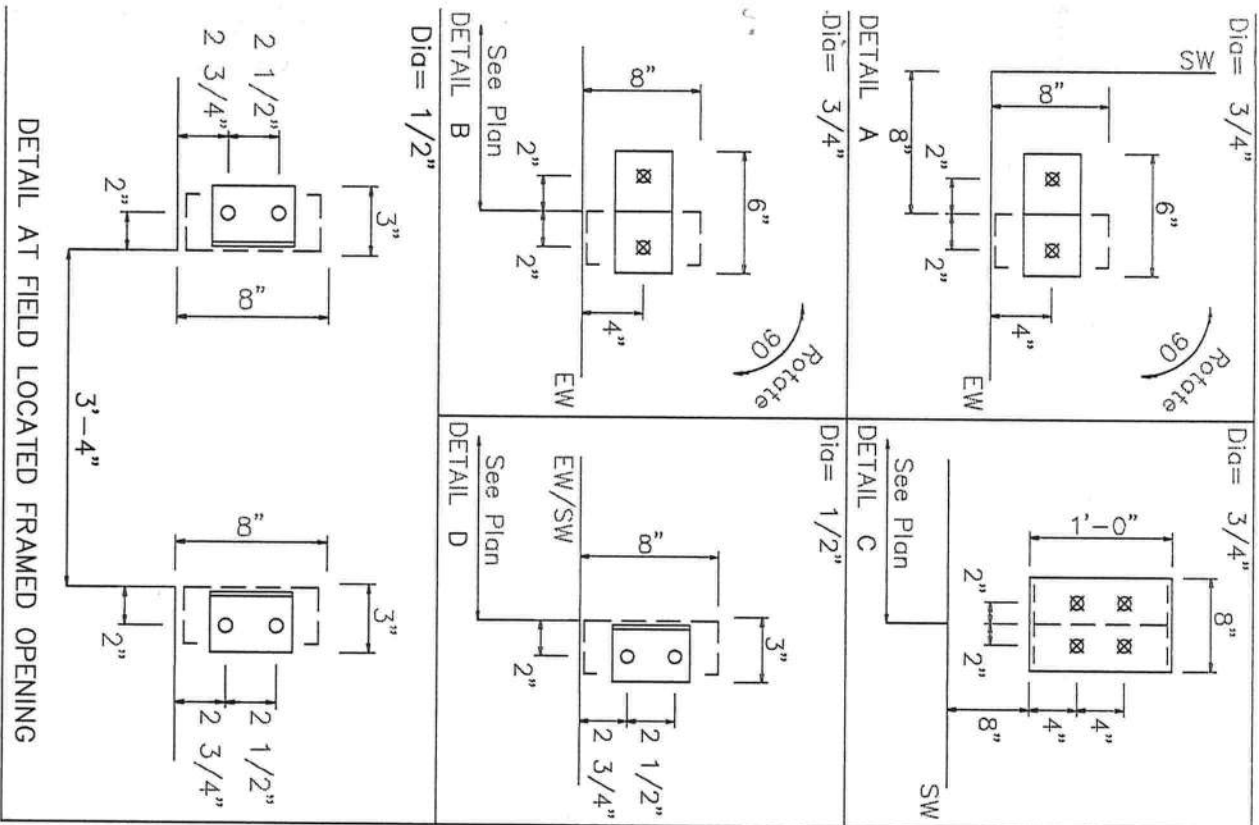 Dia= 3/4"
SW
8"
6"
2"
2"
8"
4"
Rotate
90
EW
DETAIL A
Dia= 3/4"
1'-0"
8"
2"
2"
See Plan
4"
4"
8"
SW
DETAIL C
Dia= 3/4"
8"
6"
2"
2"
See Plan
4"
Rotate
90
EW
DETAIL B
Dia= 1/2"
EW/SW
8"
3"
2"
See Plan
2 1/2"
2 3/4"
DETAIL D
Dia= 1/2"
2 1/2"
2 3/4"
3"
8"
2"
3'-4"
8"
3"
2"
2 1/2"
2 3/4"
DETAIL AT FIELD LOCATED FRAMED OPENING